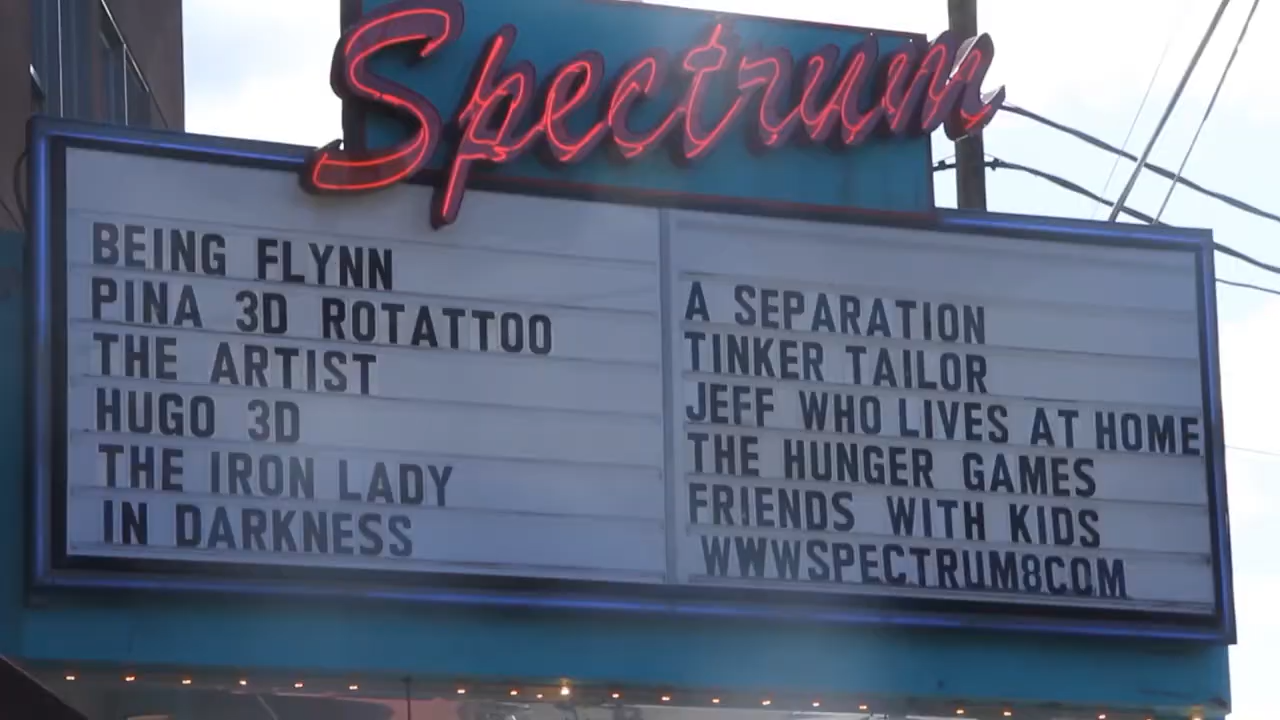 Spectrum
BEING FLYNN
PINA 3D ROTATTOO
THE ARTIST
HUGO 3D
THE IRON LADY
IN DARKNESS
A SEPARATION
TINKER TAILOR
JEFF WHO LIVES AT HOME
THE HUNGER GAMES
FRIENDS WITH KIDS
WWWSPECTRUM8COM